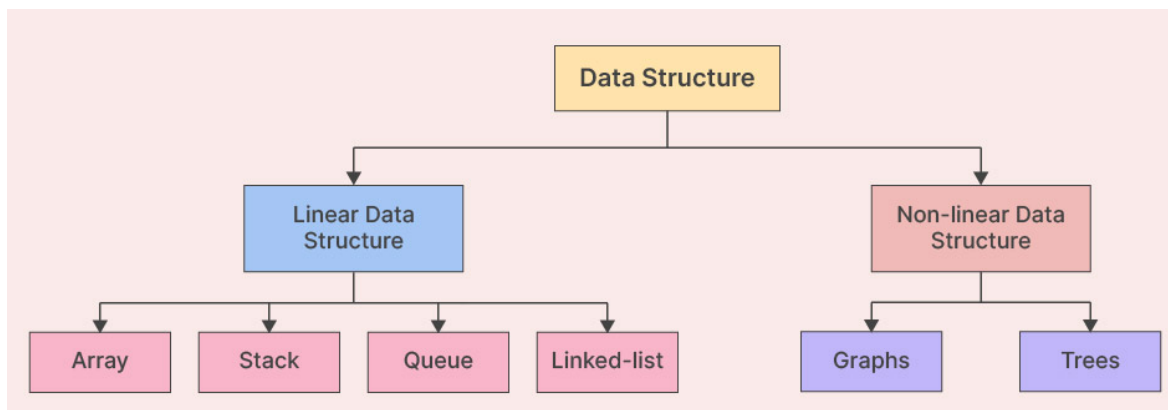 Data Structure
Linear Data
Structure
Non-linear Data
Structure
Array
Stack
Queue
Linked-list
Graphs
Trees